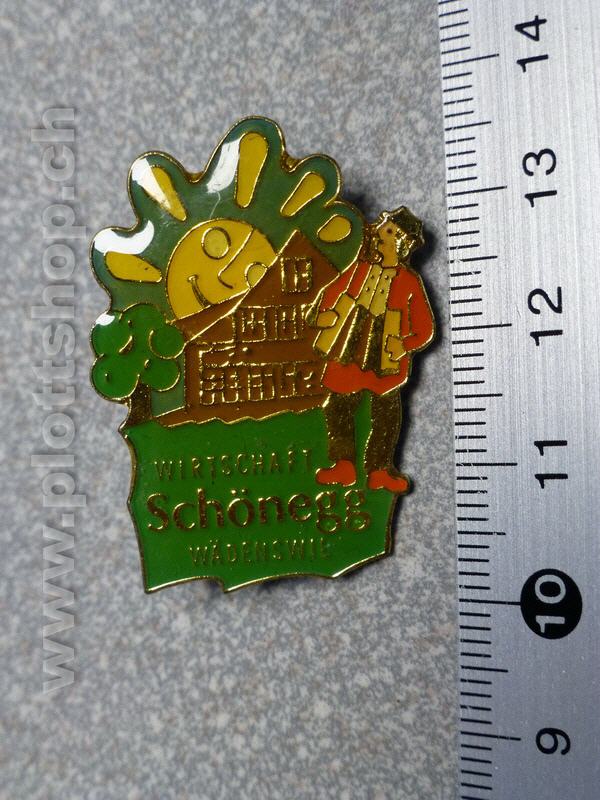 WIRTSCHAFT
Schönegg
WÄDENSWIL
www.plottshop.ch
14
13
12
11
10
9